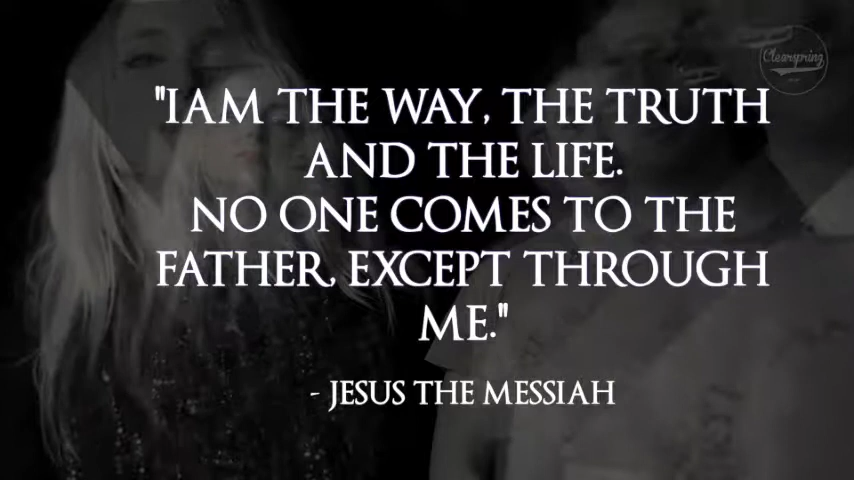 Clearspring
"I AM THE WAY, THE TRUTH
AND THE LIFE.
NO ONE COMES TO THE
FATHER, EXCEPT THROUGH
ME."
- JESUS THE MESSIAH